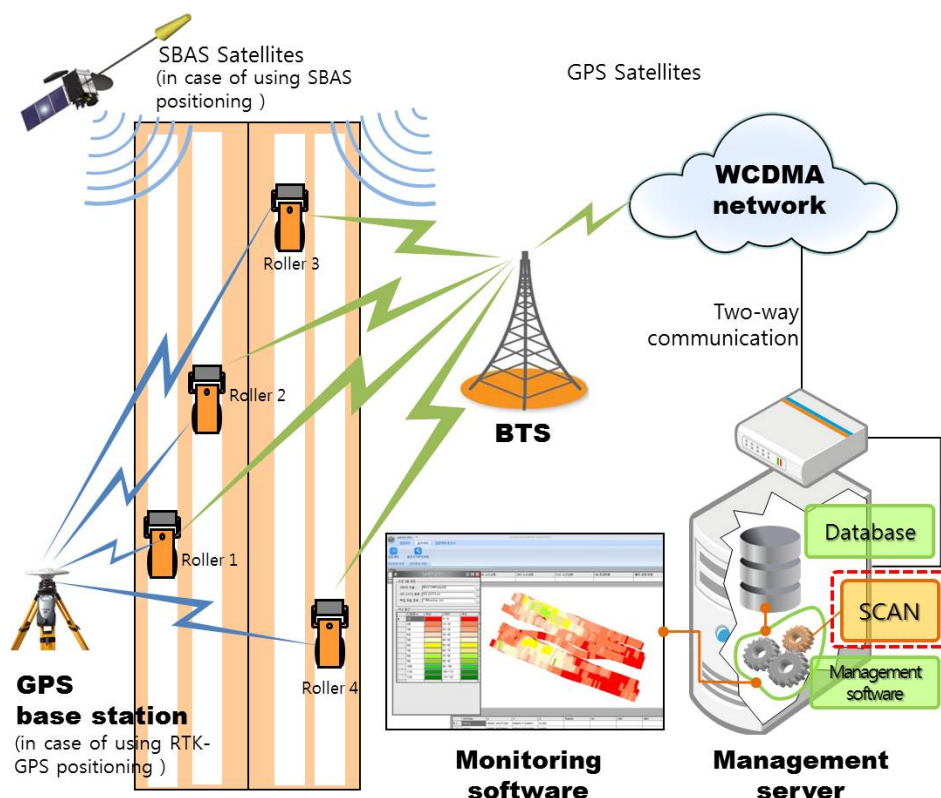 SBAS Satellites
(in case of using SBAS
positioning )
GPS Satellites
WCDMA
network
Roller 3
Two-way
communication
Roller 2
BTS
Roller 1
Database
SCAN
Management
software
Roller 4
GPS
base station
(in case of using RTK-
GPS positioning )
Monitoring
software
Management
server